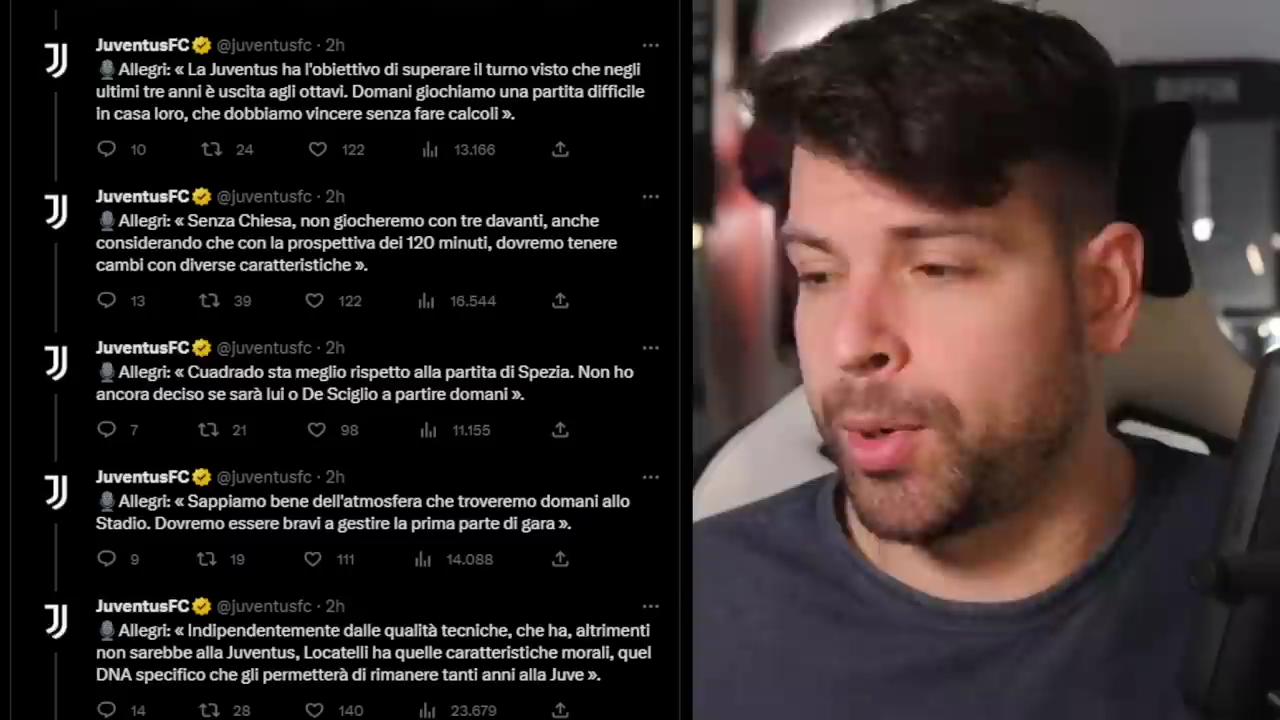 JuventusFC @juventusfc · 2h
🎙️Allegri: « La Juventus ha l'obiettivo di superare il turno visto che negli
ultimi tre anni è uscita agli ottavi. Domani giochiamo una partita difficile
in casa loro, che dobbiamo vincere senza fare calcoli ».
10 24 122 13.166
JuventusFC @juventusfc · 2h
🎙️Allegri: « Senza Chiesa, non giocheremo con tre davanti, anche
considerando che con la prospettiva dei 120 minuti, dovremo tenere
cambi con diverse caratteristiche ».
13 39 122 16.544
JuventusFC @juventusfc · 2h
🎙️Allegri: « Cuadrado sta meglio rispetto alla partita di Spezia. Non ho
ancora deciso se sarà lui o De Sciglio a partire domani ».
7 21 98 11.155
JuventusFC @juventusfc · 2h
🎙️Allegri: « Sappiamo bene dell'atmosfera che troveremo domani allo
Stadio. Dovremo essere bravi a gestire la prima parte di gara ».
9 19 111 14.088
JuventusFC @juventusfc · 2h
🎙️Allegri: « Indipendentemente dalle qualità tecniche, che ha, altrimenti
non sarebbe alla Juventus, Locatelli ha quelle caratteristiche morali, quel
DNA specifico che gli permetterà di rimanere tanti anni alla Juve ».
14 28 140 23.679